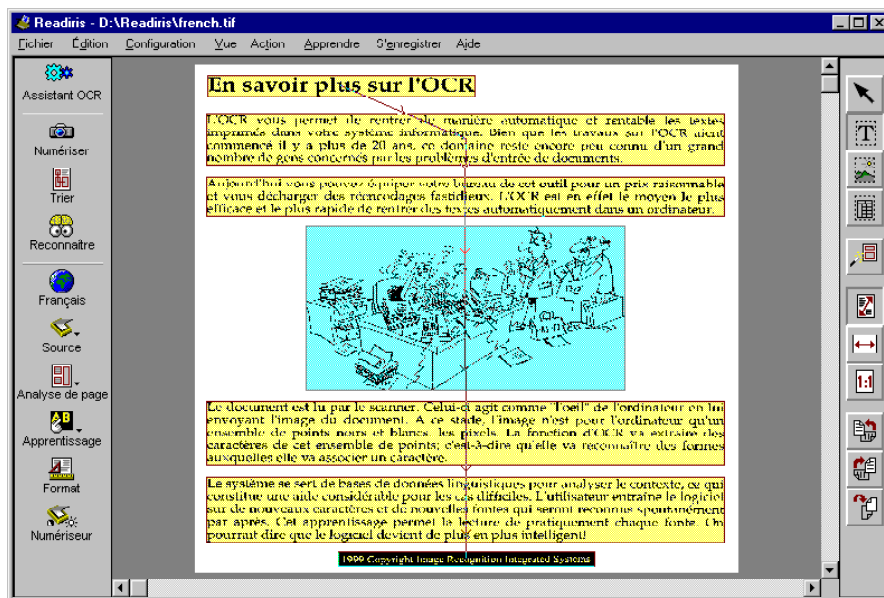 Readiris - D:\Readiris\french.tif
Fichier Édition Configuration Vue Action Apprendre S'enregistrer Aide
Assistant OCR
Numériser
Trier
Reconnaître
Français
Source
Analyse de page
Apprentissage
Format
Numériseur
En savoir plus sur l'OCR
L'OCR vous permet de rentrer de manière automatique et rentable les textes
imprimés dans votre système informatique. Bien que les travaux sur l'OCR aient
commencé il y a plus de 20 ans, ce domaine reste encore peu connu d'un grand
nombre de gens concernés par les problèmes d'entrée de documents.
Aujourd'hui vous pouvez équiper votre bureau de cet outil pour un prix raisonnable
et vous décharger des réencodages fastidieux. L'OCR est en effet le moyen le plus
efficace et le plus rapide de rentrer des textes automatiquement dans un ordinateur.
Le document est lu par le scanner. Celui-ci agit comme "l'oeil" de l'ordinateur en lui
envoyant l'image du document. A ce stade, l'image n'est pour l'ordinateur qu'un
ensemble de points noirs et blancs, les pixels. La fonction d'OCR va extraire des
caractères de cet ensemble de points, c'est-à-dire qu'elle va reconnaître des formes
auxquelles elle va associer un caractère.
Le système se sert de bases de données linguistiques pour analyser le contexte, ce qui
constitue une aide considérable pour les cas difficiles. L'utilisateur entraîne le logiciel
sur de nouveaux caractères et de nouvelles fontes qui seront reconnus spontanément
par après. Cet apprentissage permet la lecture de pratiquement chaque fonte. On
pourrait dire que le logiciel devient de plus en plus intelligent!
1999 Copyright Image Recognition Integrated Systems
T
1:1